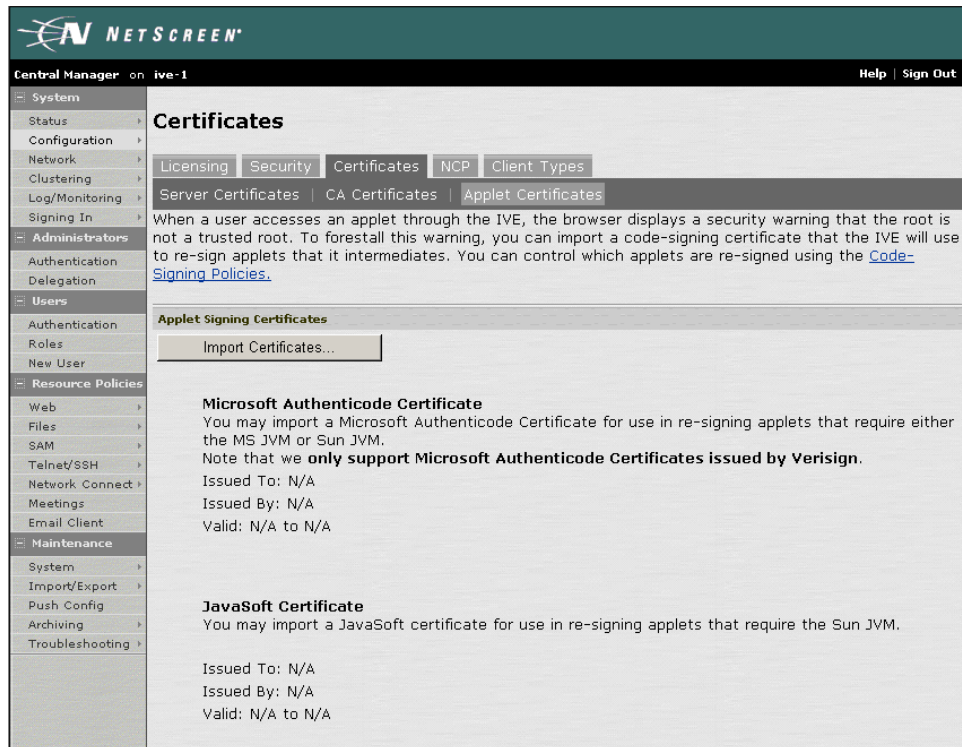 NETSCREEN
Central Manager on ive-1
Help | Sign Out
System
Status
Configuration
Network
Clustering
Log/Monitoring
Signing In
Administrators
Authentication
Delegation
Users
Authentication
Roles
New User
Resource Policies
Web
Files
SAM
Telnet/SSH
Network Connect
Meetings
Email Client
Maintenance
System
Import/Export
Push Config
Archiving
Troubleshooting
Certificates
Licensing Security Certificates NCP Client Types
Server Certificates | CA Certificates | Applet Certificates
When a user accesses an applet through the IVE, the browser displays a security warning that the root is
not a trusted root. To forestall this warning, you can import a code-signing certificate that the IVE will use
to re-sign applets that it intermediates. You can control which applets are re-signed using the Code-
Signing Policies.
Applet Signing Certificates
Import Certificates...
Microsoft Authenticode Certificate
You may import a Microsoft Authenticode Certificate for use in re-signing applets that require either
the MS JVM or Sun JVM.
Note that we only support Microsoft Authenticode Certificates issued by Verisign.
Issued To: N/A
Issued By: N/A
Valid: N/A to N/A
JavaSoft Certificate
You may import a JavaSoft certificate for use in re-signing applets that require the Sun JVM.
Issued To: N/A
Issued By: N/A
Valid: N/A to N/A